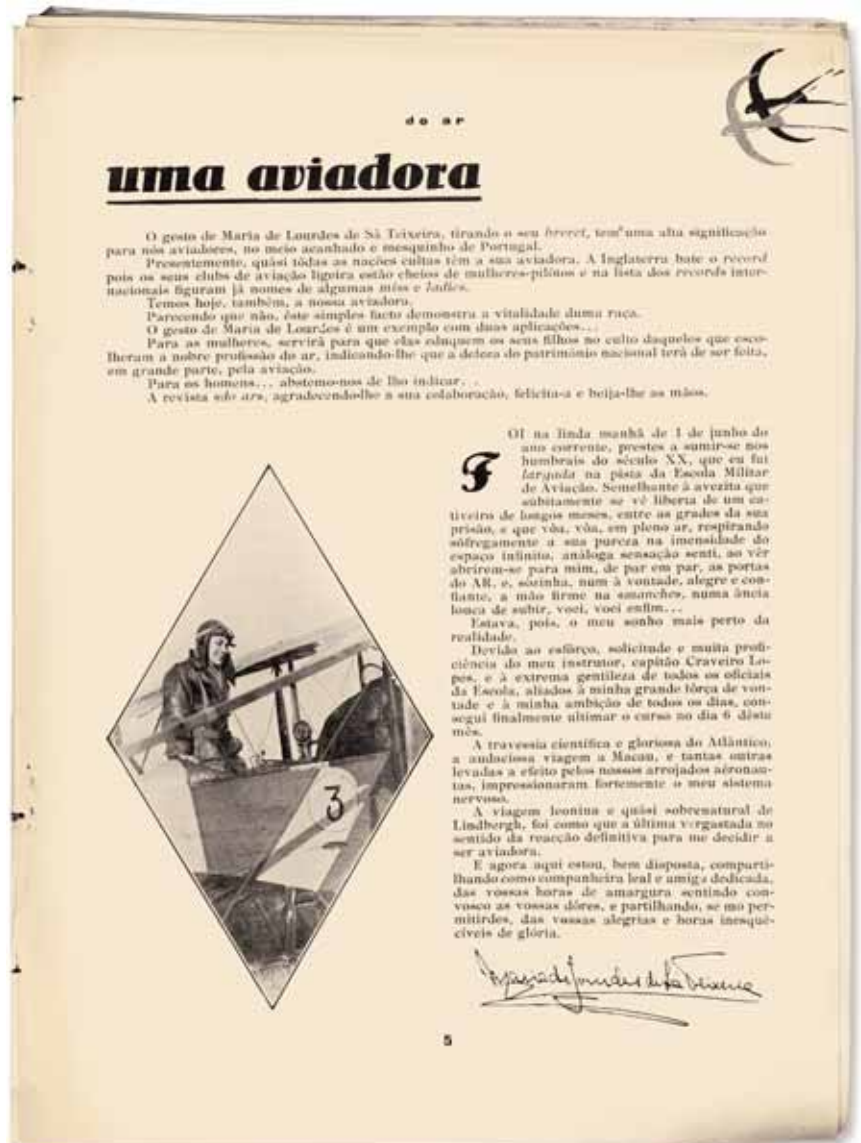 do ar
uma aviadora
O gesto de Maria de Lourdes de Sá Teixeira, tirando o seu brevet, tem uma alta significação
para nós aviadores, no meio acanhado e mesquinho de Portugal.
Presentemente, quási tôdas as nações cultas têm a sua aviadora. A Inglaterra bate o record
pois os seus clubs de aviação ligeira estão cheios de mulheres-pilotos e na lista dos records inter-
nacionais figuram já nomes de algumas miss e ladies.
Temos hoje, também, a nossa aviadora.
Parecendo que não, êste simples facto demonstra a vitalidade duma raça.
O gesto de Maria de Lourdes é um exemplo com duas aplicações...
Para as mulheres, servirá para que elas eduquem os seus filhos no culto daqueles que esco-
lheram a nobre profissão do ar, indicando-lhe que a defeza do património nacional terá de ser feita,
em grande parte, pela aviação.
Para os homens... abstemo-nos de lho indicar. .
A revista «do ar», agradecendo-lhe a sua colaboração, felicita-a e beija-lhe as mãos.
FOI na linda manhã de 1 de junho do
ano corrente, prestes a sumir-se nos
humbrais do século XX, que eu fui
largada na pista da Escola Militar
de Aviação. Semelhante à avezita que
súbitamente se vê liberta de um ca-
tiveiro de longos meses, entre as grades da sua
prisão, e que vôa, vôa, em pleno ar, respirando
sôfregamente a sua pureza na imensidade do
espaço infinito, análoga sensação senti, ao vêr
abrirem-se para mim, de par em par, as portas
do AR, e, sòzinha, num à vontade, alegre e con-
fiante, a mão firme na «manche», numa ância
louca de subir, voei, voei enfim...
Estava, pois, o meu sonho mais perto da
realidade.
Devido ao esfôrço, solicitude e muita profi-
ciência do meu instrutor, capitão Craveiro Lo-
pes, e à extrema gentileza de todos os oficiais
da Escola, aliados à minha grande fôrça de von-
tade e à minha ambição de todos os dias, con-
segui finalmente ultimar o curso no dia 6 dêste
mês.
A travessia científica e gloriosa do Atlântico,
a audaciosa viagem a Macau, e tantas outras
levadas a efeito pelos nossos arrojados aéronau-
tas, impressionaram fortemente o meu sistema
nervoso.
A viagem leonina e quási sobrenatural de
Lindbergh, foi como que a última vergastada no
sentido da reacção definitiva para me decidir a
ser aviadora.
E agora aqui estou, bem disposta, comparti-
lhando como companheira leal e amiga dedicada,
das vossas horas de amargura sentindo con-
vosco as vossas dôres, e partilhando, se mo per-
mitirdes, das vossas alegrias e horas inesqué-
cíveis de glória.
Maria de Lourdes de Sá Teixeira
3
5